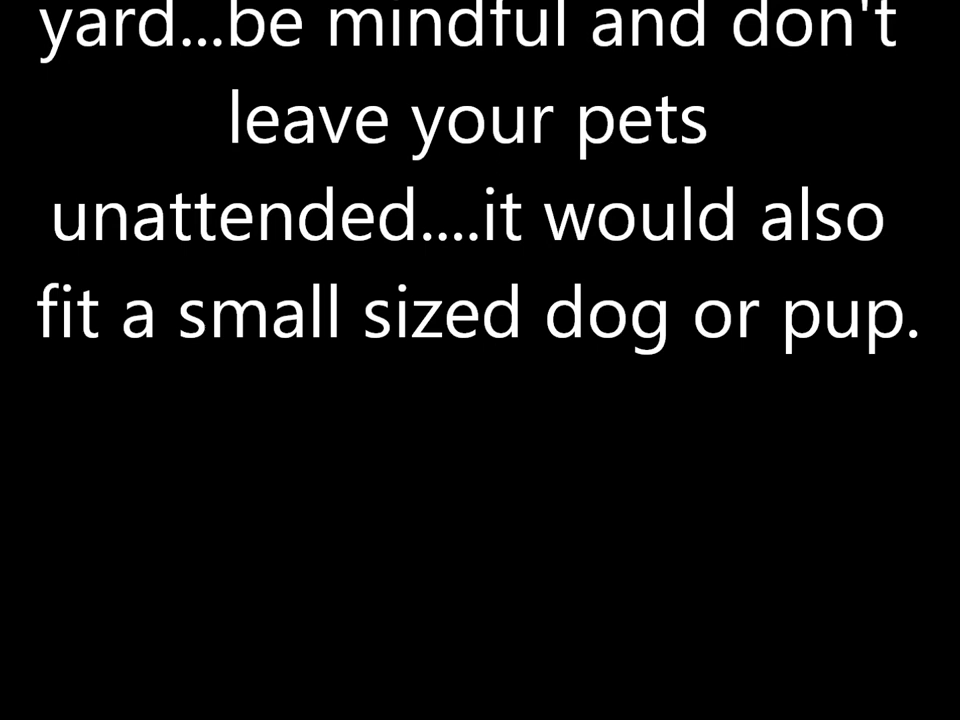 yard...be mindful and don't
leave your pets
unattended....it would also
fit a small sized dog or pup.